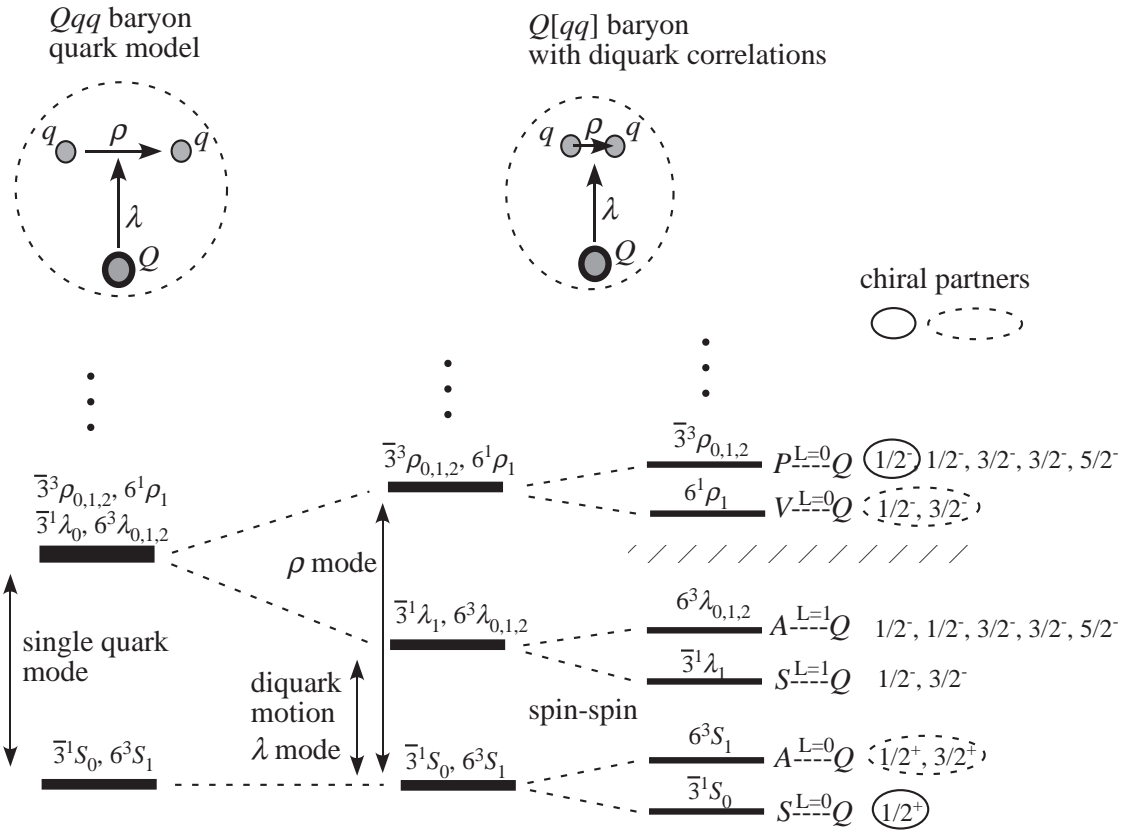 Qqq baryon
quark model
Q[qq] baryon
with diquark correlations
q ρ q
λ
Q
q ρ q
λ
Q
chiral partners
3̅³ρ₀,₁,₂, 6¹ρ₁
3̅¹λ₀, 6³λ₀,₁,₂
single quark
mode
3̅¹S₀, 6³S₁
3̅³ρ₀,₁,₂, 6¹ρ₁
ρ mode
3̅¹λ₁, 6³λ₀,₁,₂
diquark
motion
λ mode
3̅¹S₀, 6³S₁
spin-spin
3̅³ρ₀,₁,₂ P L=0 Q 1/2⁻, 1/2⁻, 3/2⁻, 3/2⁻, 5/2⁻
6¹ρ₁ V L=0 Q 1/2⁻, 3/2⁻
6³λ₀,₁,₂ A L=1 Q 1/2⁻, 1/2⁻, 3/2⁻, 3/2⁻, 5/2⁻
3̅¹λ₁ S L=1 Q 1/2⁻, 3/2⁻
6³S₁ A L=0 Q 1/2⁺, 3/2⁺
3̅¹S₀ S L=0 Q 1/2⁺